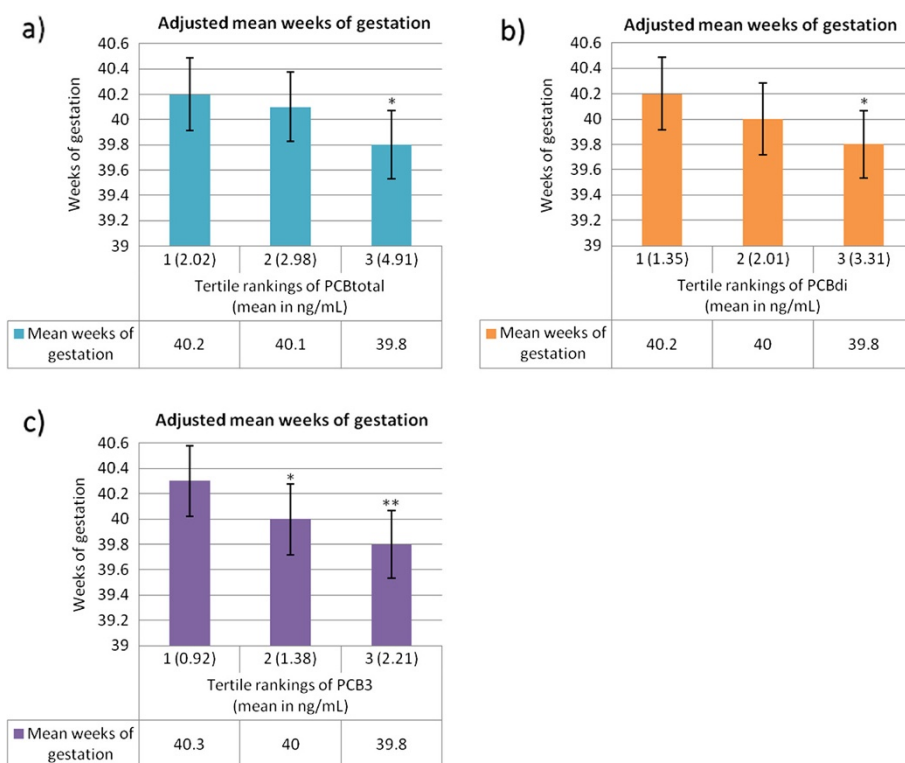 a)
Adjusted mean weeks of gestation
40.6
40.4
40.2
40
39.8
39.6
39.4
39.2
39
Weeks of gestation
*
1 (2.02) 2 (2.98) 3 (4.91)
Tertile rankings of PCBtotal
(mean in ng/mL)
Mean weeks of
gestation
40.2 40.1 39.8
b)
Adjusted mean weeks of gestation
40.6
40.4
40.2
40
39.8
39.6
39.4
39.2
39
Weeks of gestation
*
1 (1.35) 2 (2.01) 3 (3.31)
Tertile rankings of PCBdi
(mean in ng/mL)
Mean weeks of
gestation
40.2 40 39.8
c)
Adjusted mean weeks of gestation
40.6
40.4
40.2
40
39.8
39.6
39.4
39.2
39
Weeks of gestation
* **
1 (0.92) 2 (1.38) 3 (2.21)
Tertile rankings of PCB3
(mean in ng/mL)
Mean weeks of
gestation
40.3 40 39.8